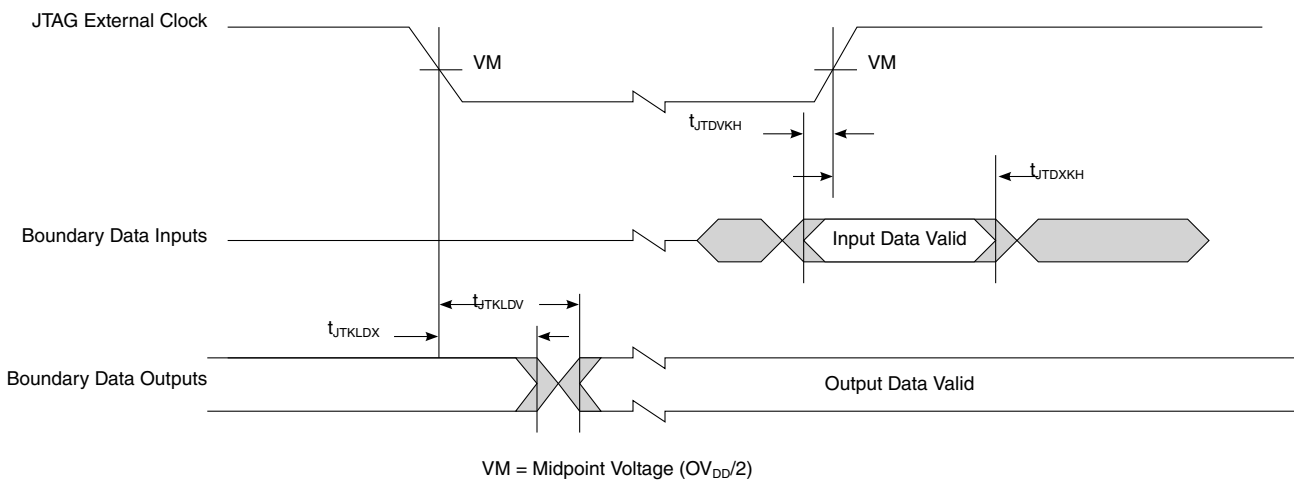 JTAG External Clock
VM
VM
tJTDVKH
tJTDXKH
Boundary Data Inputs
Input Data Valid
tJTKLDV
tJTKLDX
Boundary Data Outputs
Output Data Valid
VM = Midpoint Voltage (OVDD/2)